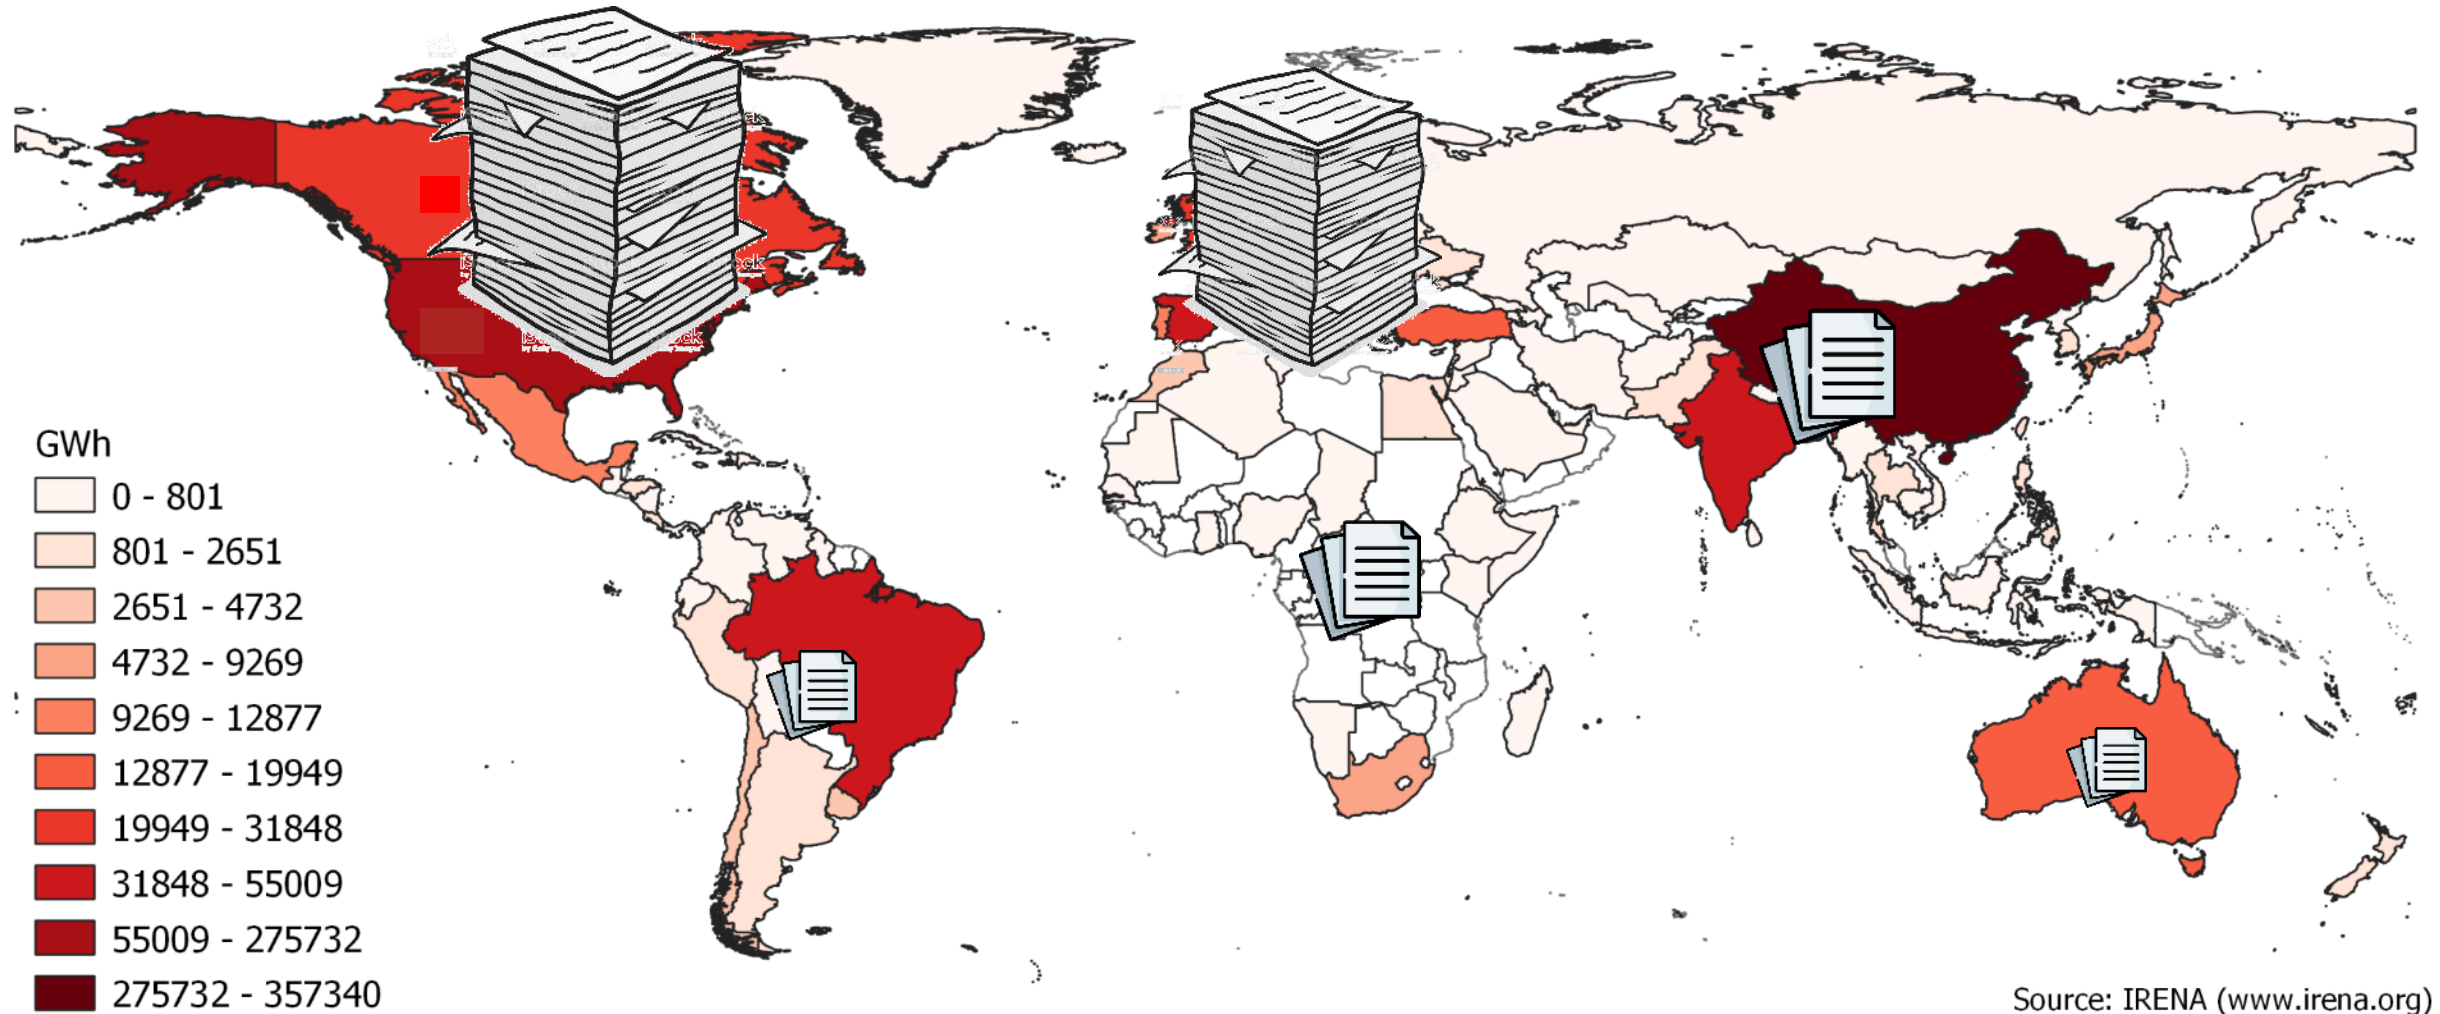 GWh
0 - 801
801 - 2651
2651 - 4732
4732 - 9269
9269 - 12877
12877 - 19949
19949 - 31848
31848 - 55009
55009 - 275732
275732 - 357340
Source: IRENA (www.irena.org)